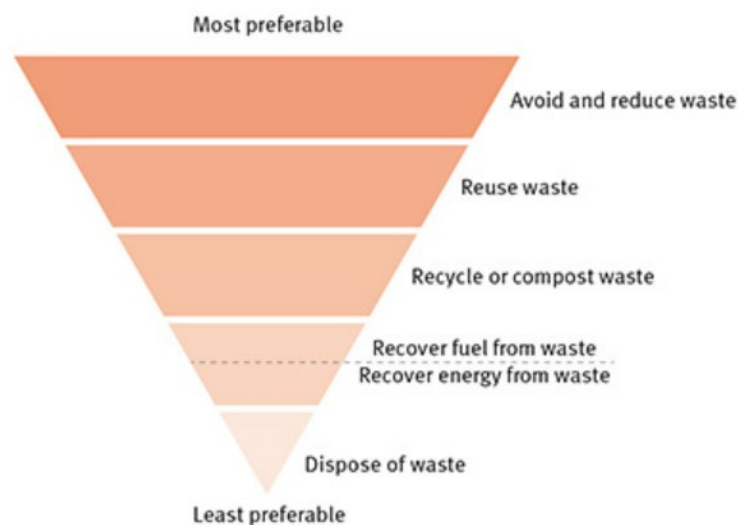 Most preferable
Avoid and reduce waste
Reuse waste
Recycle or compost waste
Recover fuel from waste
Recover energy from waste
Dispose of waste
Least preferable